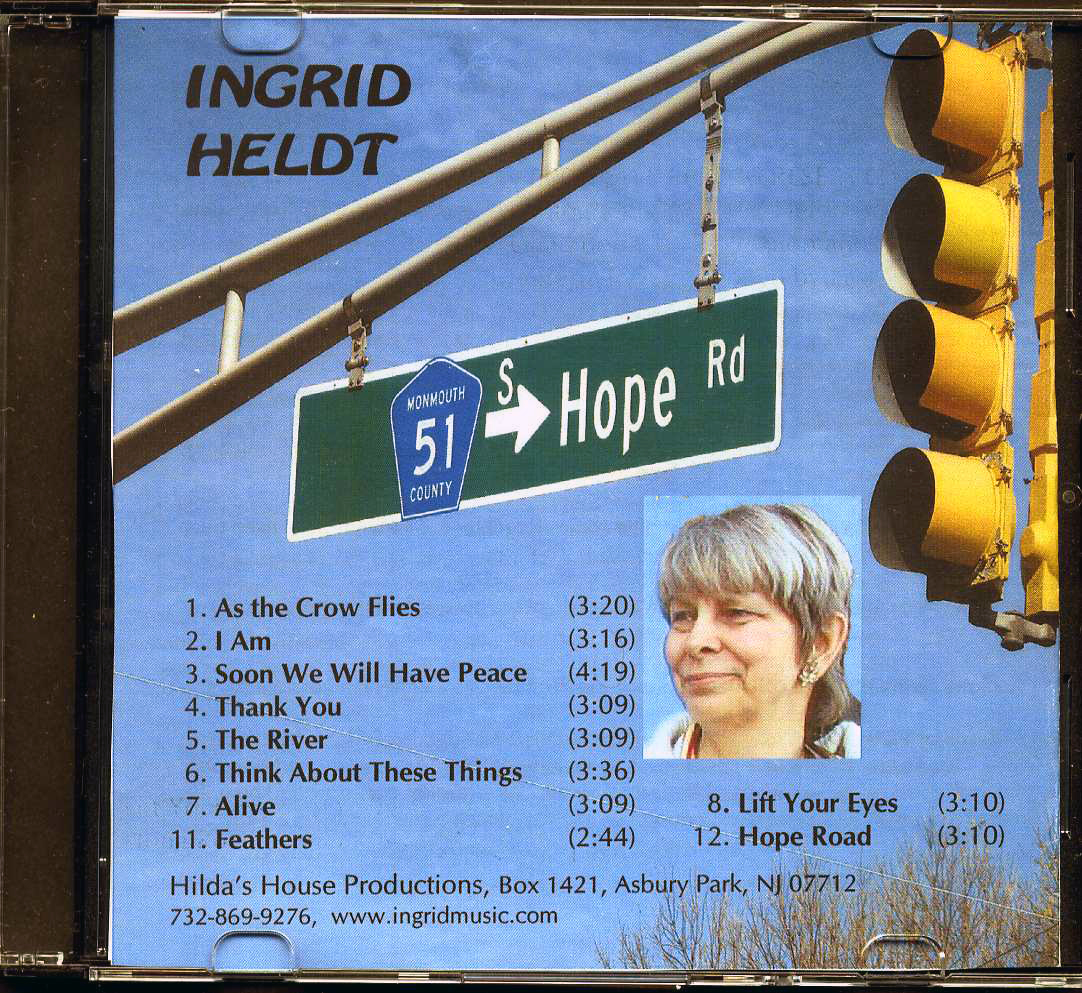 INGRID
HELDT
MONMOUTH
51
COUNTY
S
Hope Rd
1. As the Crow Flies (3:20)
2. I Am (3:16)
3. Soon We Will Have Peace (4:19)
4. Thank You (3:09)
5. The River (3:09)
6. Think About These Things (3:36)
7. Alive (3:09) 8. Lift Your Eyes (3:10)
11. Feathers (2:44) 12. Hope Road (3:10)
Hilda's House Productions, Box 1421, Asbury Park, NJ 07712
732-869-9276, www.ingridmusic.com